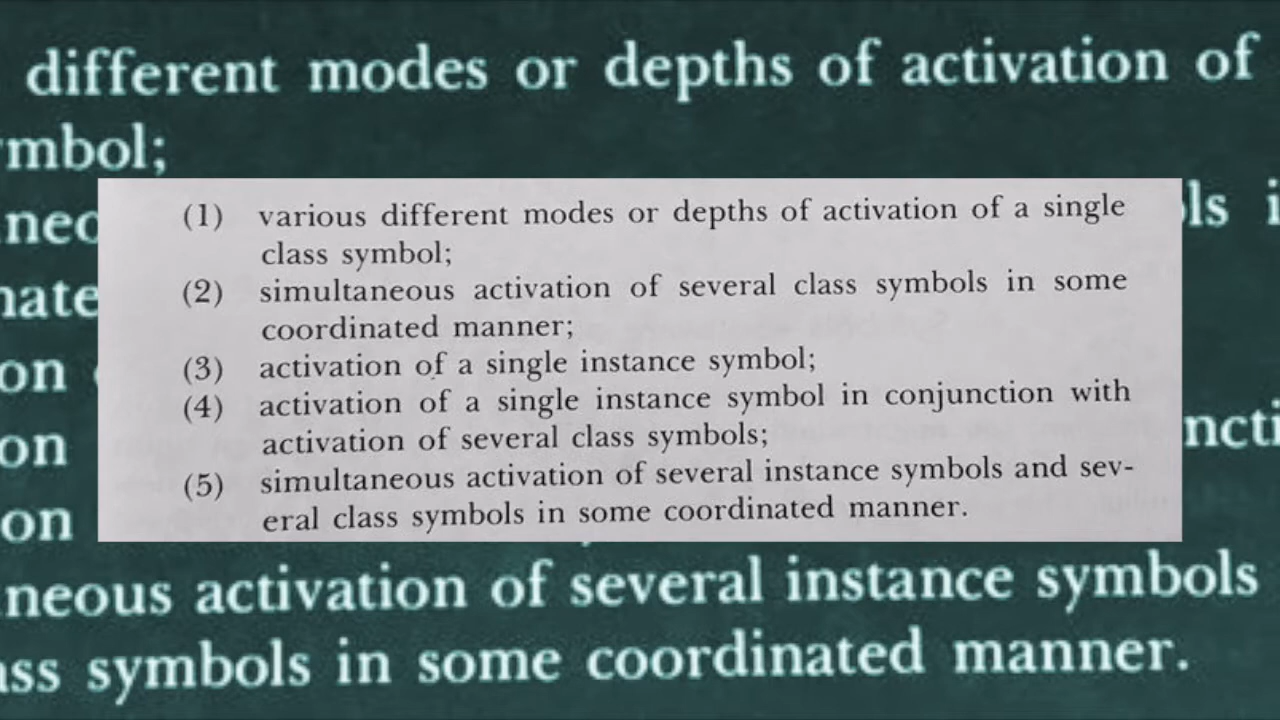 different modes or depths of activation of
mbol;
(1) various different modes or depths of activation of a single
class symbol;
(2) simultaneous activation of several class symbols in some
coordinated manner;
(3) activation of a single instance symbol;
(4) activation of a single instance symbol in conjunction with
activation of several class symbols;
(5) simultaneous activation of several instance symbols and sev-
eral class symbols in some coordinated manner.
neous activation of several instance symbols
ass symbols in some coordinated manner.